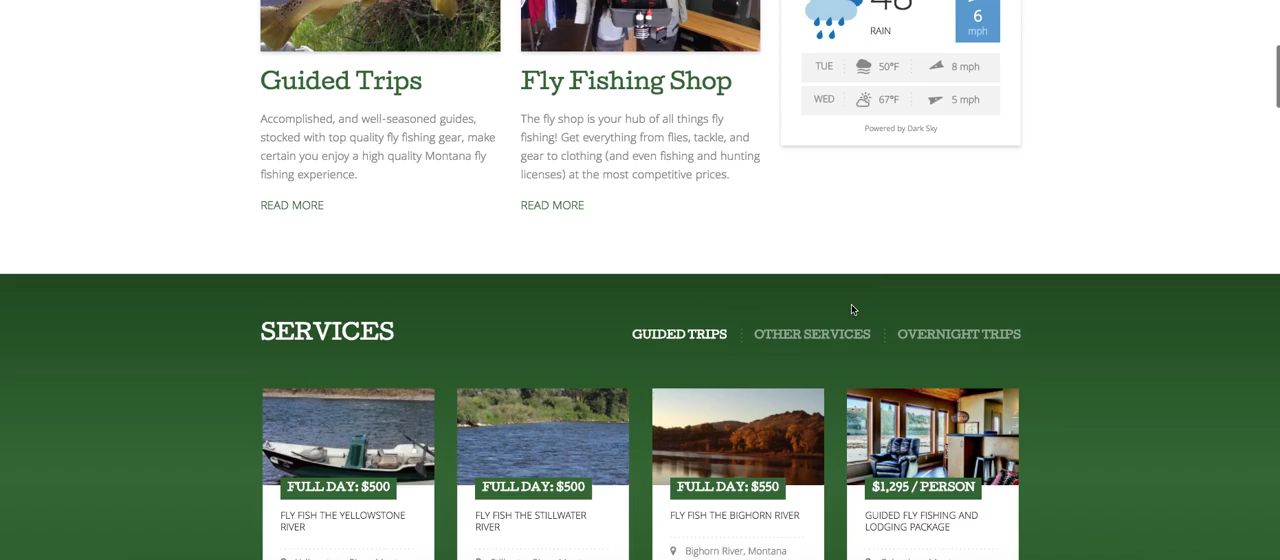 Guided Trips
Accomplished, and well-seasoned guides,
stocked with top quality fly fishing gear, make
certain you enjoy a high quality Montana fly
fishing experience.
READ MORE
Fly Fishing Shop
The fly shop is your hub of all things fly
fishing! Get everything from flies, tackle, and
gear to clothing (and even fishing and hunting
licenses) at the most competitive prices.
READ MORE
RAIN
6
mph
TUE 50°F 8 mph
WED 67°F 5 mph
Powered by Dark Sky
SERVICES
GUIDED TRIPS
OTHER SERVICES
OVERNIGHT TRIPS
FULL DAY: $500
FLY FISH THE YELLOWSTONE
RIVER
FULL DAY: $500
FLY FISH THE STILLWATER
RIVER
FULL DAY: $550
FLY FISH THE BIGHORN RIVER
Bighorn River, Montana
$1,295 / PERSON
GUIDED FLY FISHING AND
LODGING PACKAGE